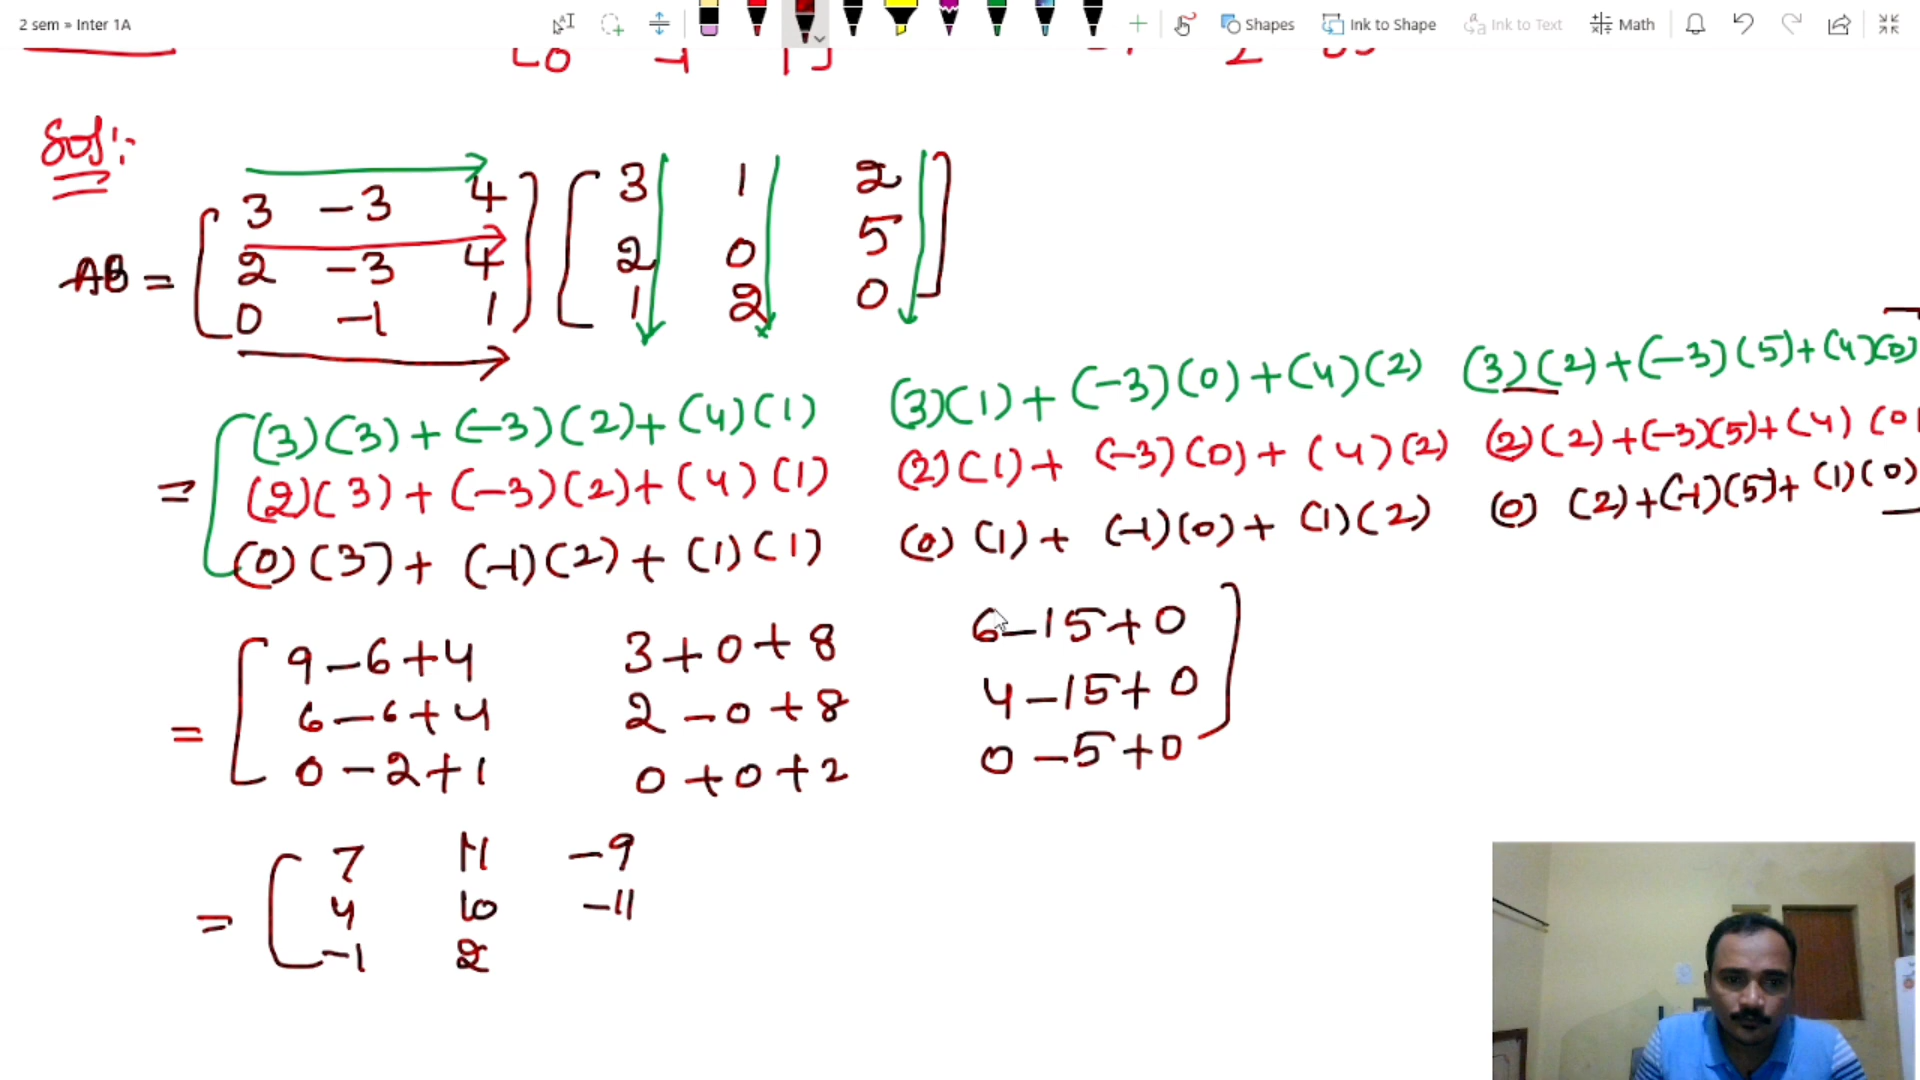 2 sem » Inter 1A
Shapes Ink to Shape Ink to Text Math
0 -1 1
Sol:
AB = [ 3 -3 4 ] [ 3 1 2 ]
2 -3 4 2 0 5
0 -1 1 1 2 0
= [ (3)(3)+(-3)(2)+(4)(1) (3)(1)+(-3)(0)+(4)(2) (3)(2)+(-3)(5)+(4)(0)
(2)(3)+(-3)(2)+(4)(1) (2)(1)+(-3)(0)+(4)(2) (2)(2)+(-3)(5)+(4)(0)
(0)(3)+(-1)(2)+(1)(1) (0)(1)+(-1)(0)+(1)(2) (0)(2)+(-1)(5)+(1)(0)
= [ 9-6+4 3+0+8 6-15+0 ]
6-6+4 2-0+8 4-15+0
0-2+1 0+0+2 0-5+0
= [ 7 11 -9
4 10 -11
-1 2